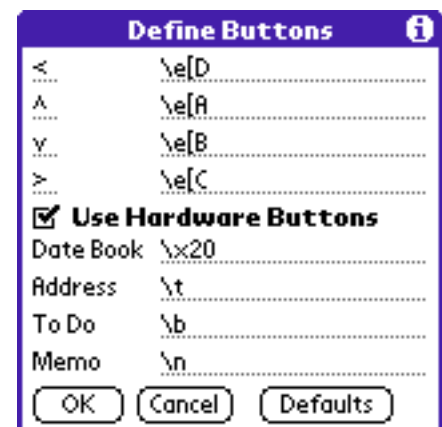 Define Buttons i
< \e[D
^ \e[A
v \e[B
> \e[C
Use Hardware Buttons
Date Book \x20
Address \t
To Do \b
Memo \n
OK Cancel Defaults